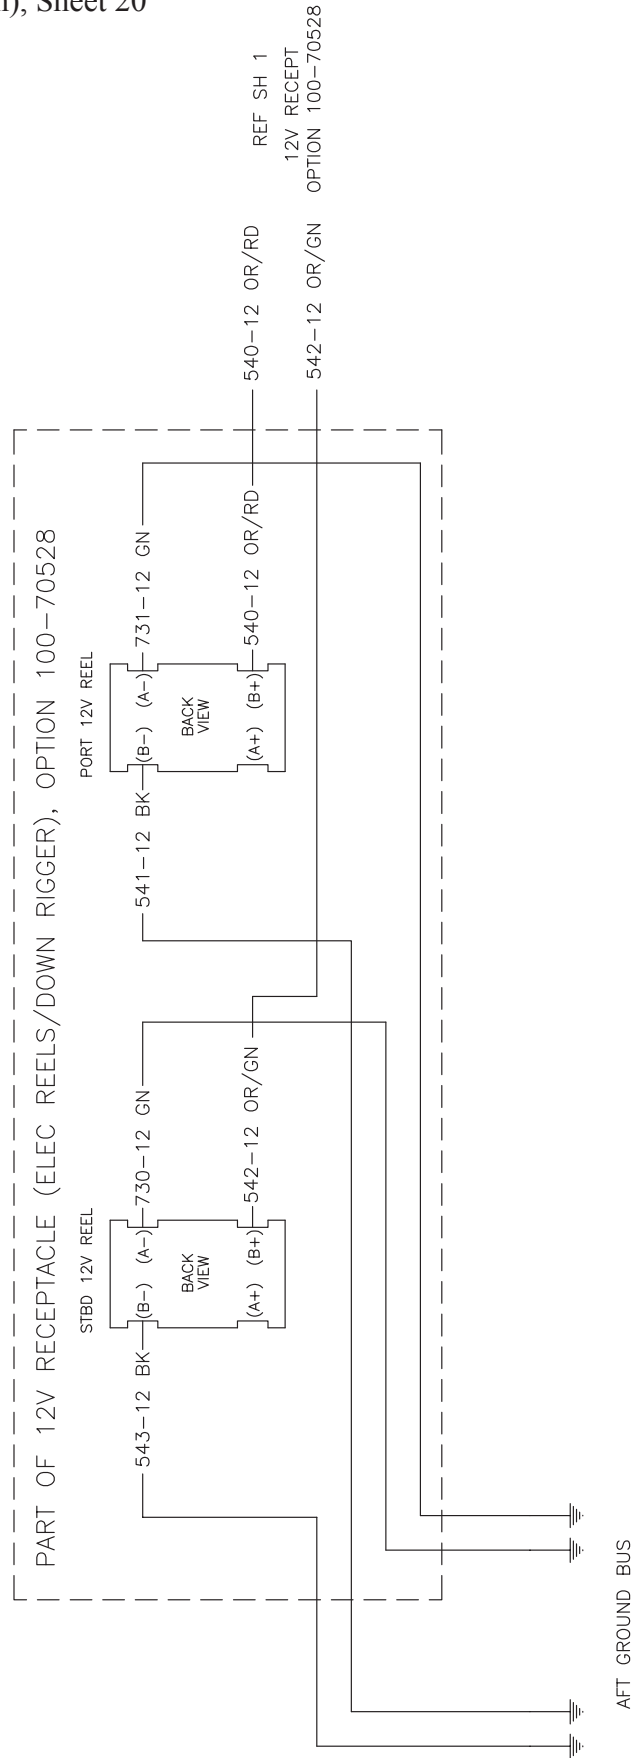 ), Sheet 20
PART OF 12V RECEPTACLE (ELEC REELS/DOWN RIGGER), OPTION 100-70528
STBD 12V REEL
543-12 BK
(B-) (A-)
730-12 GN
BACK
VIEW
(A+) (B+)
542-12 OR/GN
PORT 12V REEL
541-12 BK
(B-) (A-)
731-12 GN
BACK
VIEW
(A+) (B+)
540-12 OR/RD
540-12 OR/RD
REF SH 1
12V RECEPT
542-12 OR/GN OPTION 100-70528
AFT GROUND BUS